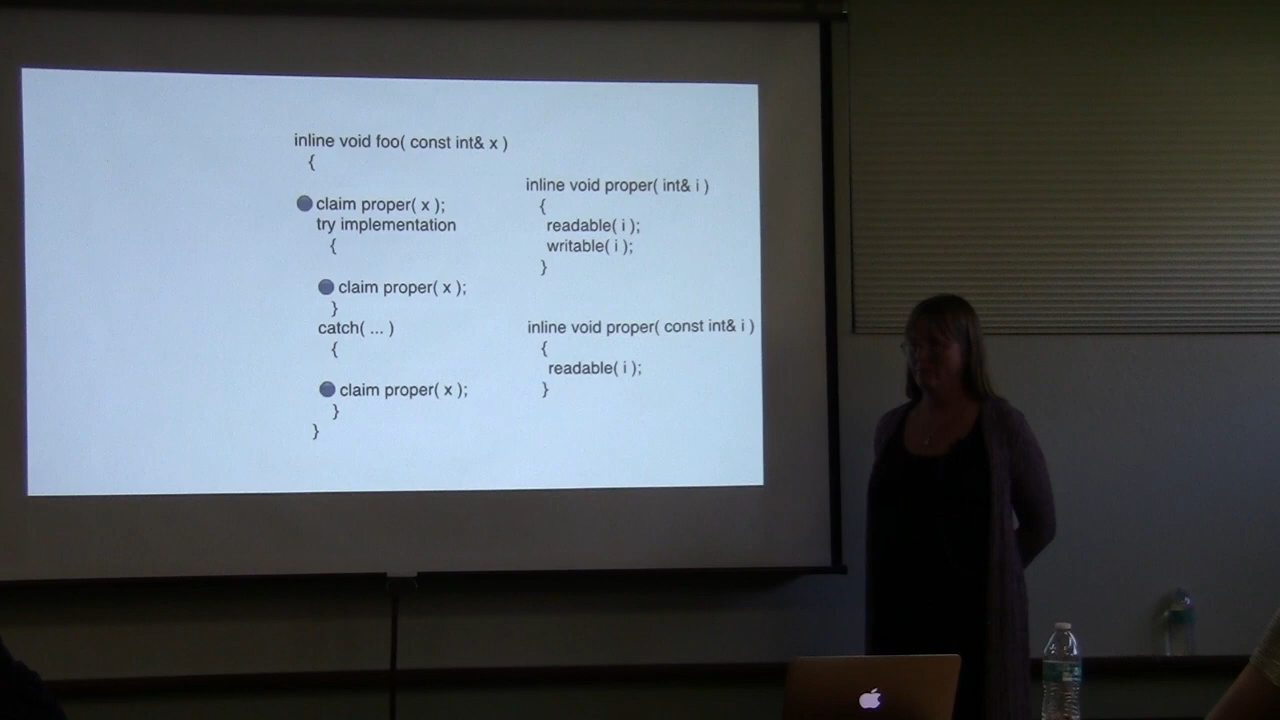 inline void foo( const int& x )
{
claim proper( x );
try implementation
{
claim proper( x );
}
catch( ... )
{
claim proper( x );
}
}
inline void proper( int& i )
{
readable( i );
writable( i );
}
inline void proper( const int& i )
{
readable( i );
}